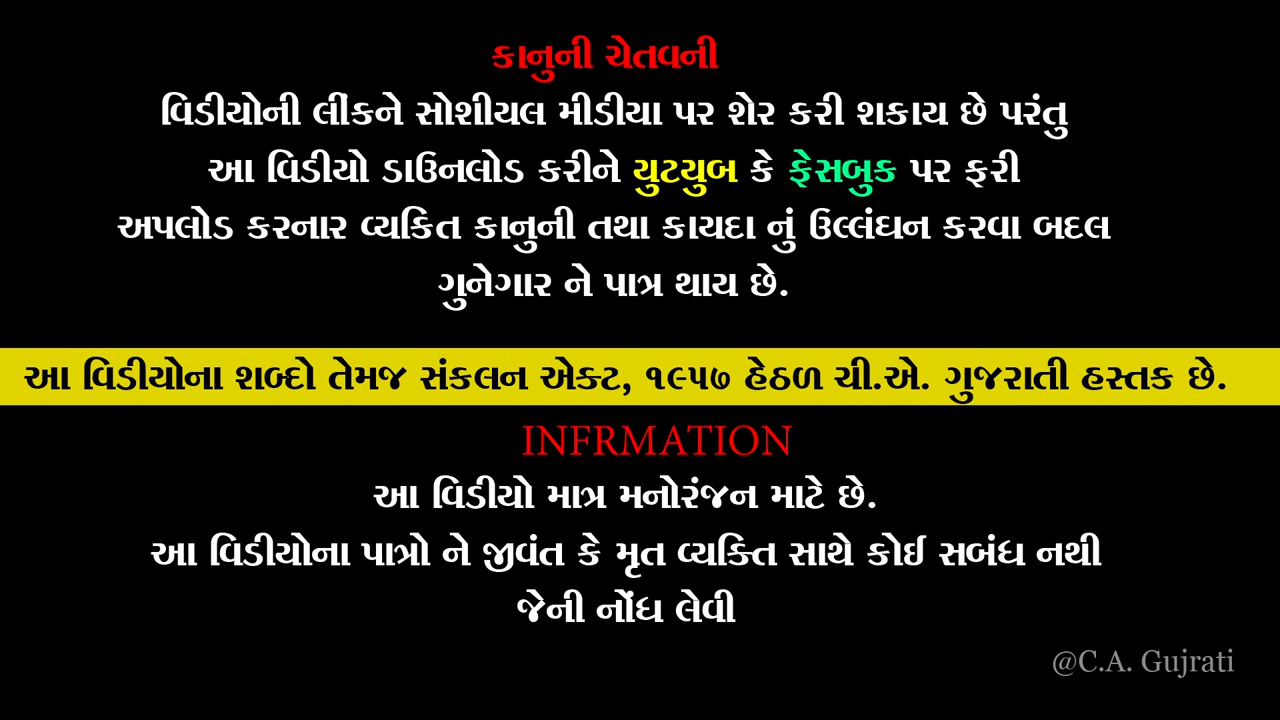 કાનુની ચેતવની
વિડીયોની લીંકને સોશીયલ મીડીયા પર શેર કરી શકાય છે પરંતુ
આ વિડીયો ડાઉનલોડ કરીને યુટયુબ કે ફેસબુક પર ફરી
અપલોડ કરનાર વ્યકિત કાનુની તથા કાયદા નું ઉલ્લંઘન કરવા બદલ
ગુનેગાર ને પાત્ર થાય છે.
આ વિડીયોના શબ્દો તેમજ સંકલન એક્ટ, ૧૯૫૭ હેઠળ ચી.એ. ગુજરાતી હસ્તક છે.
INFRMATION
આ વિડીયો માત્ર મનોરંજન માટે છે.
આ વિડીયોના પાત્રો ને જીવંત કે મૃત વ્યક્તિ સાથે કોઈ સબંધ નથી
જેની નોંધ લેવી
@C.A. Gujrati